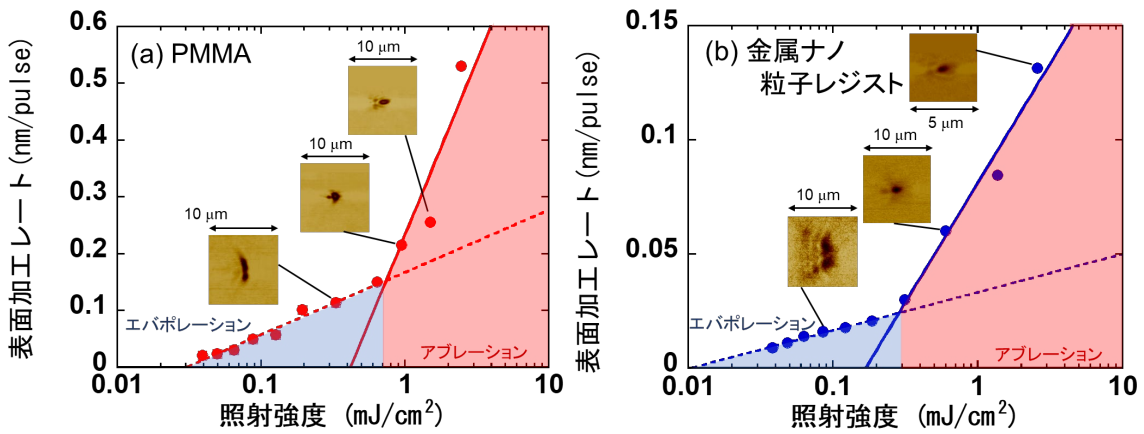 (a) PMMA
表面加工レート(nm/pulse)
0.6
0.5
0.4
0.3
0.2
0.1
0
10 μm
10 μm
10 μm
エバポレーション
アブレーション
0.01
0.1
1
10
照射強度 (mJ/cm²)
(b) 金属ナノ
粒子レジスト
表面加工レート(nm/pulse)
0.15
0.1
0.05
0
5 μm
10 μm
10 μm
エバポレーション
アブレーション
0.01
0.1
1
10
照射強度 (mJ/cm²)